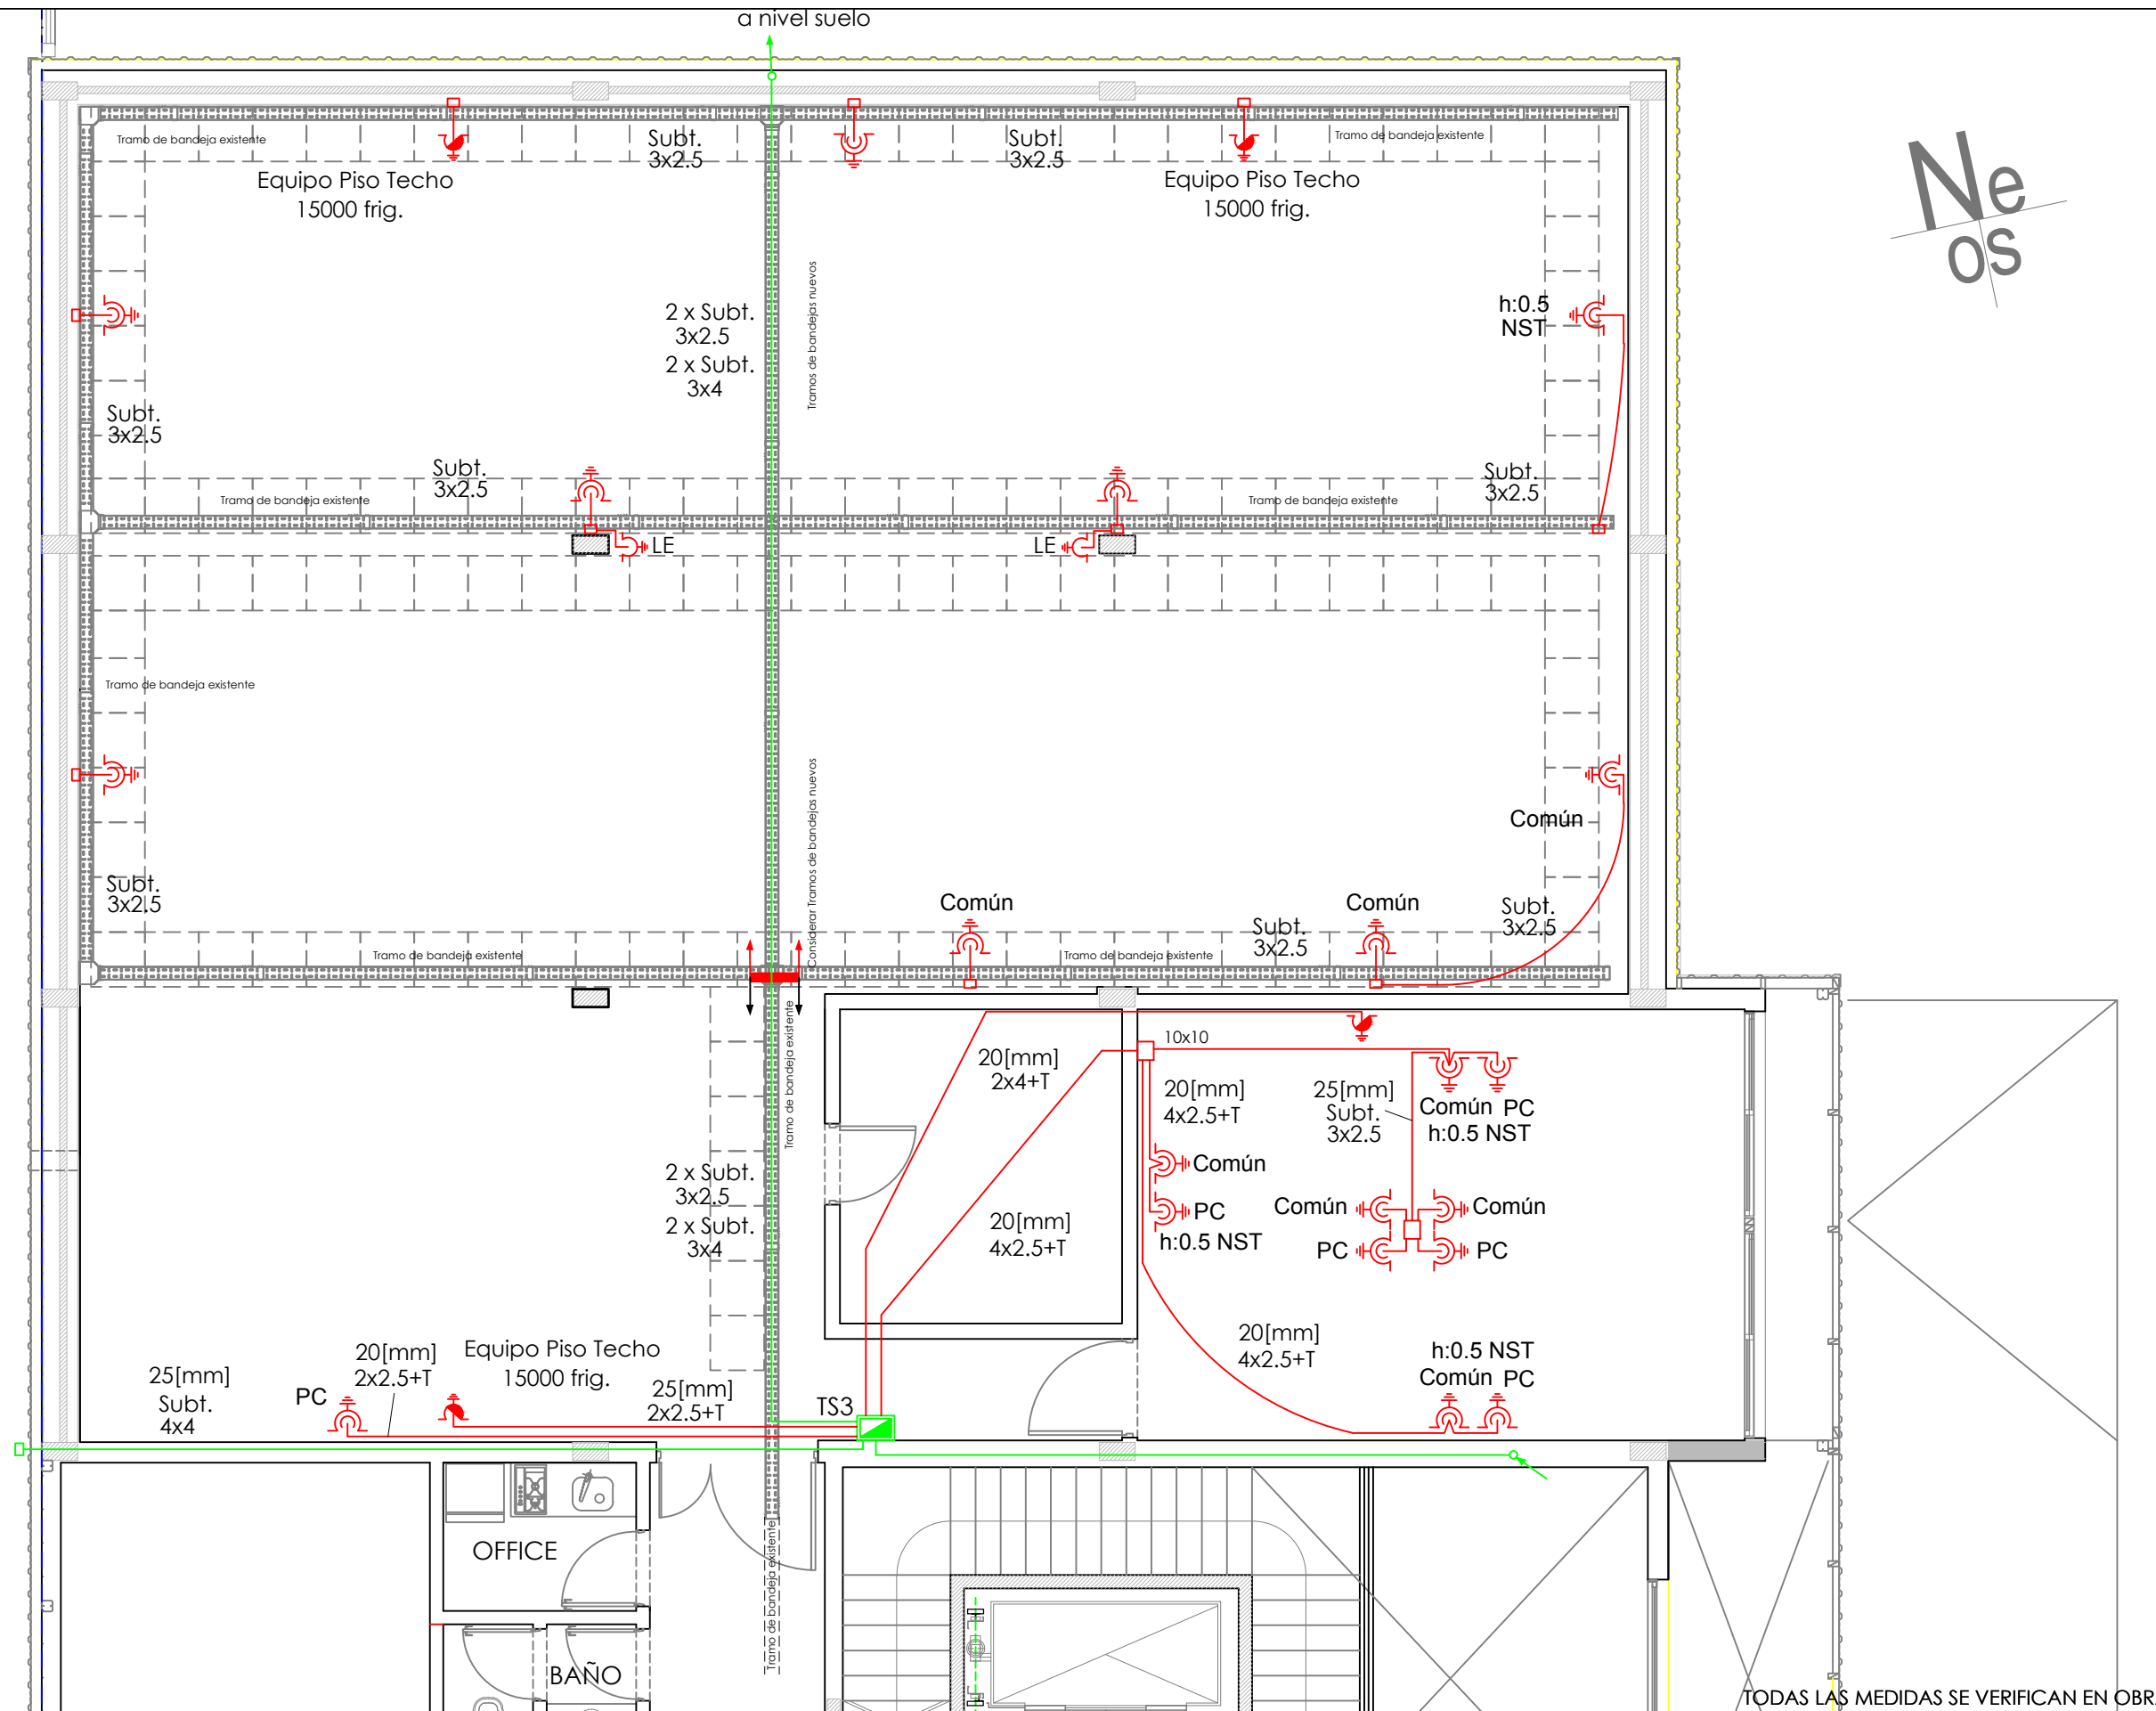 a nivel suelo
Tramo de bandeja existente
Subt.
3x2.5
Subt.
3x2.5
Tramo de bandeja existente
Equipo Piso Techo
15000 frig.
Equipo Piso Techo
15000 frig.
Ne
os
2 x Subt.
3x2.5
2 x Subt.
3x4
Tramos de bandejas nuevos
h:0.5
NST
Subt.
3x2.5
Subt.
3x2.5
Tramo de bandeja existente
Tramo de bandeja existente
Subt.
3x2.5
LE
LE
Tramo de bandeja existente
Considerar Tramos de bandejas nuevos
Común
Subt.
3x2.5
Común
Común
Subt.
3x2.5
Subt.
3x2.5
Tramo de bandeja existente
Tramo de bandeja existente
Tramo de bandeja existente
10x10
20[mm]
2x4+T
20[mm]
4x2.5+T
25[mm]
Subt.
3x2.5
Común PC
h:0.5 NST
Común
PC
h:0.5 NST
2 x Subt.
3x2.5
2 x Subt.
3x4
20[mm]
4x2.5+T
Común
Común
PC
PC
20[mm]
4x2.5+T
h:0.5 NST
Común PC
25[mm]
Subt.
4x4
20[mm]
2x2.5+T
PC
Equipo Piso Techo
15000 frig.
25[mm]
2x2.5+T
TS3
OFFICE
Tramo de bandeja existente
BAÑO
TODAS LAS MEDIDAS SE VERIFICAN EN OBR